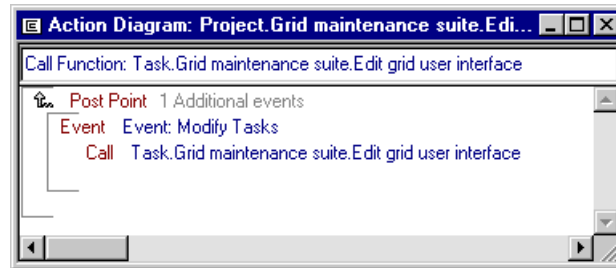 Action Diagram: Project.Grid maintenance suite.Edi...
Call Function: Task.Grid maintenance suite.Edit grid user interface
Post Point 1 Additional events
Event Event: Modify Tasks
Call Task.Grid maintenance suite.Edit grid user interface